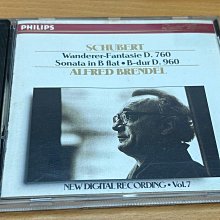 PHILIPS
SCHUBERT
Wanderer-Fantasie D. 760
Sonata in B flat • B-dur D. 960
ALFRED BRENDEL
NEW DIGITAL RECORDING • Vol. 7